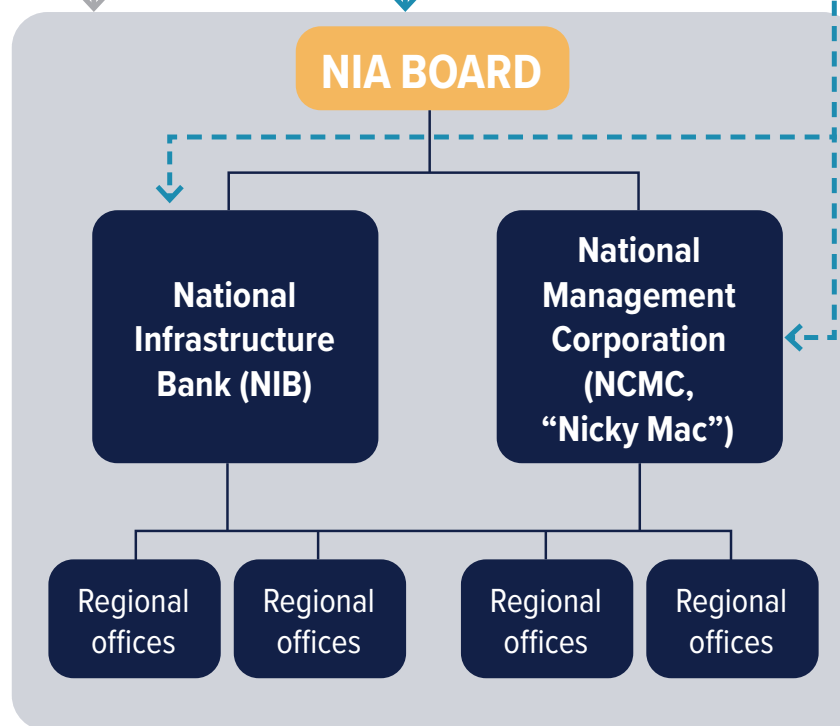 NIA BOARD
National
Infrastructure
Bank (NIB)
National
Management
Corporation
(NCMC,
“Nicky Mac”)
Regional
offices
Regional
offices
Regional
offices
Regional
offices